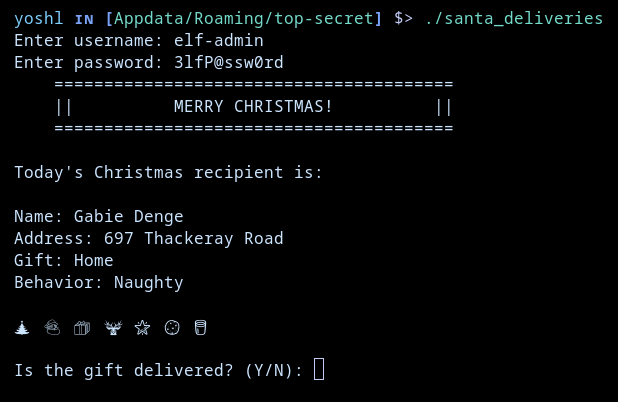 yoshl ɪɴ [Appdata/Roaming/top-secret] $> ./santa_deliveries
Enter username: elf-admin
Enter password: 3lfP@ssw0rd
========================================
||          MERRY CHRISTMAS!          ||
========================================
Today's Christmas recipient is:
Name: Gabie Denge
Address: 697 Thackeray Road
Gift: Home
Behavior: Naughty
Is the gift delivered? (Y/N):